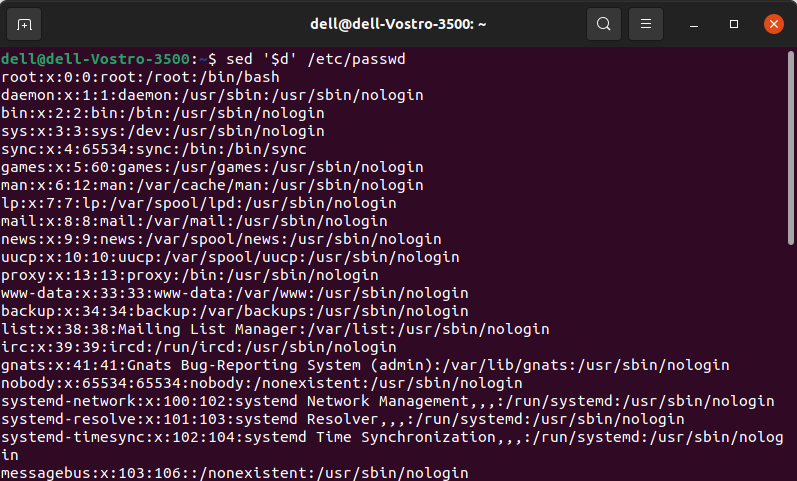 dell@dell-Vostro-3500: ~
dell@dell-Vostro-3500:~$ sed '$d' /etc/passwd
root:x:0:0:root:/root:/bin/bash
daemon:x:1:1:daemon:/usr/sbin:/usr/sbin/nologin
bin:x:2:2:bin:/bin:/usr/sbin/nologin
sys:x:3:3:sys:/dev:/usr/sbin/nologin
sync:x:4:65534:sync:/bin:/bin/sync
games:x:5:60:games:/usr/games:/usr/sbin/nologin
man:x:6:12:man:/var/cache/man:/usr/sbin/nologin
lp:x:7:7:lp:/var/spool/lpd:/usr/sbin/nologin
mail:x:8:8:mail:/var/mail:/usr/sbin/nologin
news:x:9:9:news:/var/spool/news:/usr/sbin/nologin
uucp:x:10:10:uucp:/var/spool/uucp:/usr/sbin/nologin
proxy:x:13:13:proxy:/bin:/usr/sbin/nologin
www-data:x:33:33:www-data:/var/www:/usr/sbin/nologin
backup:x:34:34:backup:/var/backups:/usr/sbin/nologin
list:x:38:38:Mailing List Manager:/var/list:/usr/sbin/nologin
irc:x:39:39:ircd:/run/ircd:/usr/sbin/nologin
gnats:x:41:41:Gnats Bug-Reporting System (admin):/var/lib/gnats:/usr/sbin/nologin
nobody:x:65534:65534:nobody:/nonexistent:/usr/sbin/nologin
systemd-network:x:100:102:systemd Network Management,,,:/run/systemd:/usr/sbin/nologin
systemd-resolve:x:101:103:systemd Resolver,,,:/run/systemd:/usr/sbin/nologin
systemd-timesync:x:102:104:systemd Time Synchronization,,,:/run/systemd:/usr/sbin/nolog
in
messagebus:x:103:106::/nonexistent:/usr/sbin/nologin